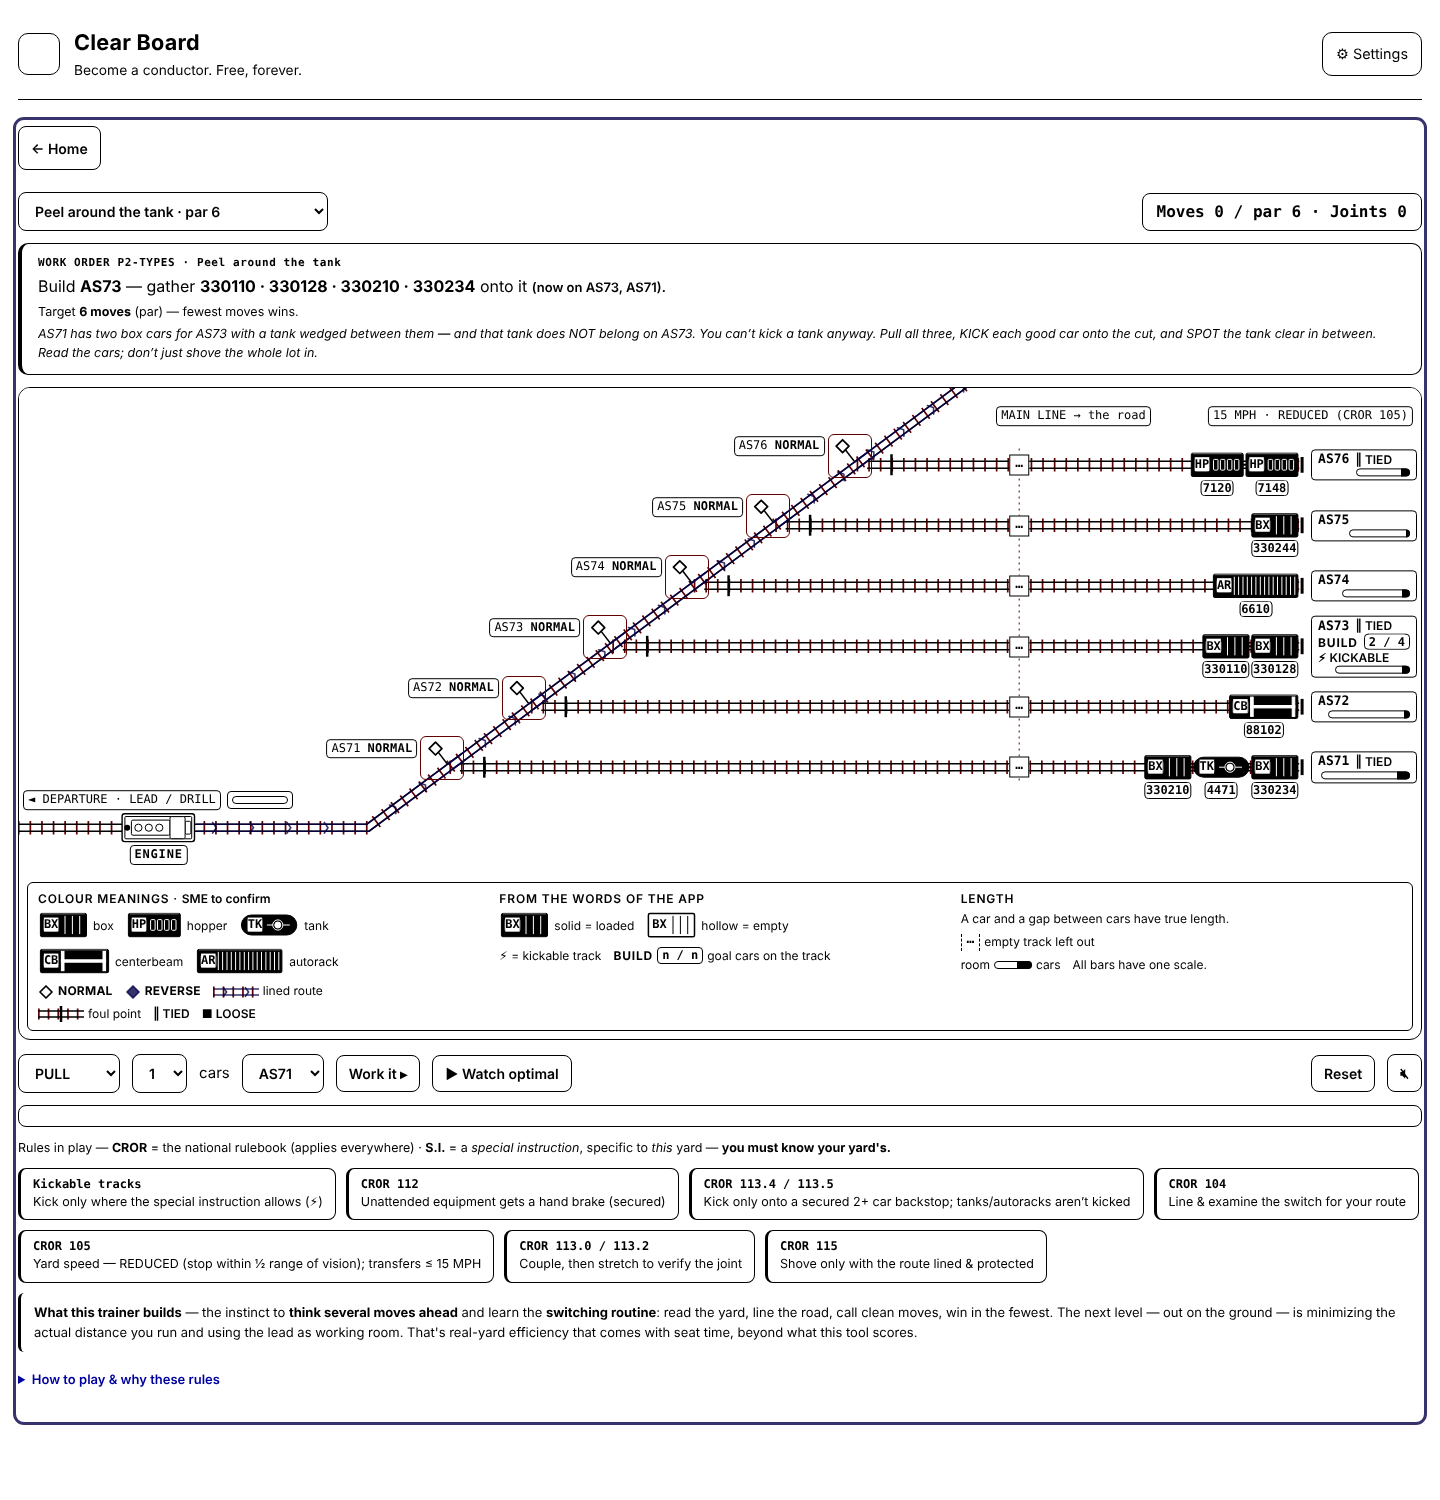 Clear Board
Become a conductor. Free, forever.
⚙ Settings
← Home
Peel around the tank · par 6
Moves 0 / par 6 · Joints 0
WORK ORDER P2-TYPES · Peel around the tank
Build AS73 — gather 330110 · 330128 · 330210 · 330234 onto it (now on AS73, AS71).
Target 6 moves (par) — fewest moves wins.
AS71 has two box cars for AS73 with a tank wedged between them — and that tank does NOT belong on AS73. You can't kick a tank anyway. Pull all three, KICK each good car onto the cut, and SPOT the tank clear in between.
Read the cars; don't just shove the whole lot in.
MAIN LINE → the road
15 MPH · REDUCED (CROR 105)
AS76 NORMAL
HP HP
7120 7148
AS76 ‖ TIED
AS75 NORMAL
BX
330244
AS75
AS74 NORMAL
AR
6610
AS74
AS73 NORMAL
BX BX
330110 330128
AS73 ‖ TIED
BUILD 2 / 4
⚡ KICKABLE
AS72 NORMAL
CB
88102
AS72
AS71 NORMAL
BX TK BX
330210 4471 330234
AS71 ‖ TIED
◄ DEPARTURE · LEAD / DRILL
ENGINE
COLOUR MEANINGS · SME to confirm
BX box HP hopper TK tank
CB centerbeam AR autorack
NORMAL REVERSE lined route
foul point ‖ TIED ■ LOOSE
FROM THE WORDS OF THE APP
BX solid = loaded BX hollow = empty
⚡ = kickable track BUILD n / n goal cars on the track
LENGTH
A car and a gap between cars have true length.
⋯ empty track left out
room cars All bars have one scale.
PULL 1 cars AS71 Work it ▸ ▶ Watch optimal Reset
Rules in play — CROR = the national rulebook (applies everywhere) · S.I. = a special instruction, specific to this yard — you must know your yard's.
Kickable tracks
Kick only where the special instruction allows (⚡)
CROR 112
Unattended equipment gets a hand brake (secured)
CROR 113.4 / 113.5
Kick only onto a secured 2+ car backstop; tanks/autoracks aren't kicked
CROR 104
Line & examine the switch for your route
CROR 105
Yard speed — REDUCED (stop within ½ range of vision); transfers ≤ 15 MPH
CROR 113.0 / 113.2
Couple, then stretch to verify the joint
CROR 115
Shove only with the route lined & protected
What this trainer builds — the instinct to think several moves ahead and learn the switching routine: read the yard, line the road, call clean moves, win in the fewest. The next level — out on the ground — is minimizing the
actual distance you run and using the lead as working room. That's real-yard efficiency that comes with seat time, beyond what this tool scores.
▶ How to play & why these rules